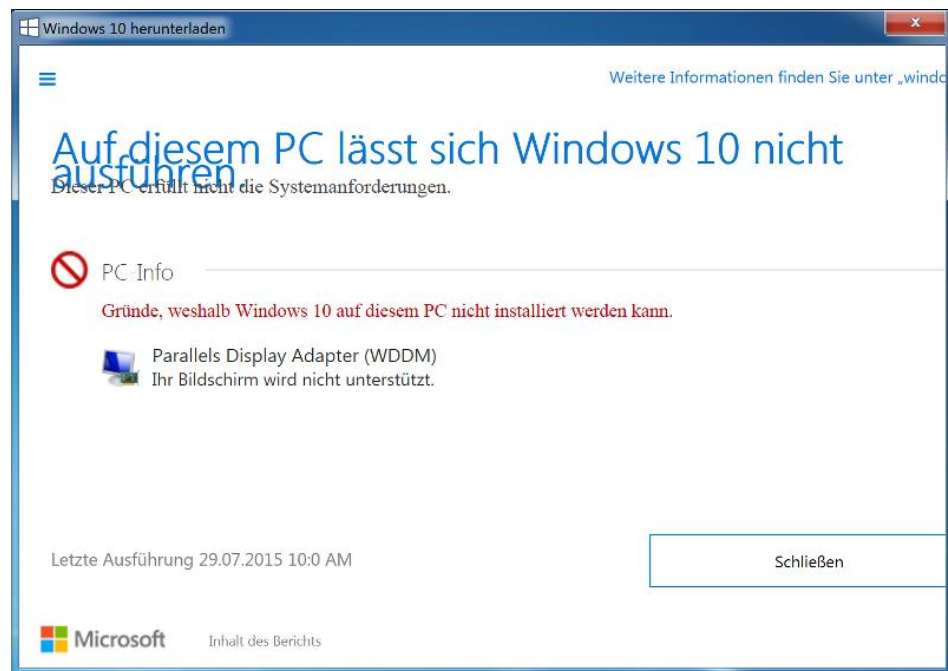 Windows 10 herunterladen
x
Weitere Informationen finden Sie unter „windo
Auf diesem PC lässt sich Windows 10 nicht
ausführen.
Dieser PC erfüllt nicht die Systemanforderungen.
PC-Info
Gründe, weshalb Windows 10 auf diesem PC nicht installiert werden kann.
Parallels Display Adapter (WDDM)
Ihr Bildschirm wird nicht unterstützt.
Letzte Ausführung 29.07.2015 10:0 AM
Schließen
Microsoft
Inhalt des Berichts